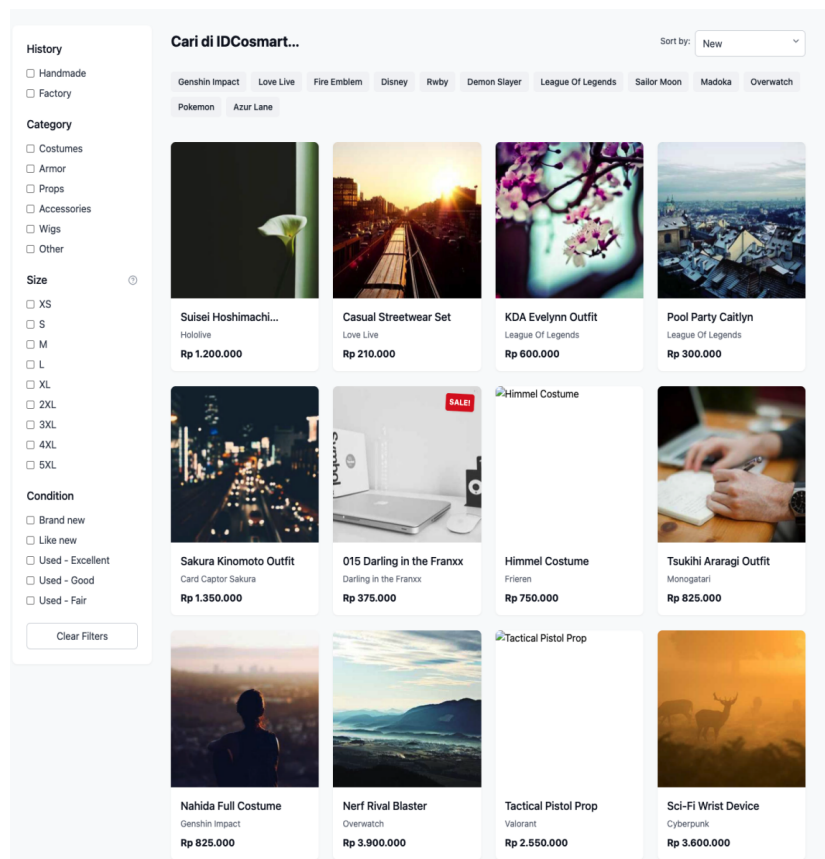 History
Handmade
Factory
Category
Costumes
Armor
Props
Accessories
Wigs
Other
Size
XS
S
M
L
XL
2XL
3XL
4XL
5XL
Condition
Brand new
Like new
Used - Excellent
Used - Good
Used - Fair
Clear Filters
Cari di IDCosmart...
Sort by: New
Genshin Impact Love Live Fire Emblem Disney Rwby Demon Slayer League Of Legends Sailor Moon Madoka Overwatch
Pokemon Azur Lane
Suisei Hoshimachi...
Hololive
Rp 1.200.000
Casual Streetwear Set
Love Live
Rp 210.000
KDA Evelynn Outfit
League Of Legends
Rp 600.000
Pool Party Caitlyn
League Of Legends
Rp 300.000
Sakura Kinomoto Outfit
Card Captor Sakura
Rp 1.350.000
SALE!
015 Darling in the Franxx
Darling in the Franxx
Rp 375.000
Himmel Costume
Himmel Costume
Frieren
Rp 750.000
Tsukihi Araragi Outfit
Monogatari
Rp 825.000
Nahida Full Costume
Genshin Impact
Rp 825.000
Nerf Rival Blaster
Overwatch
Rp 3.900.000
Tactical Pistol Prop
Tactical Pistol Prop
Valorant
Rp 2.550.000
Sci-Fi Wrist Device
Cyberpunk
Rp 3.600.000